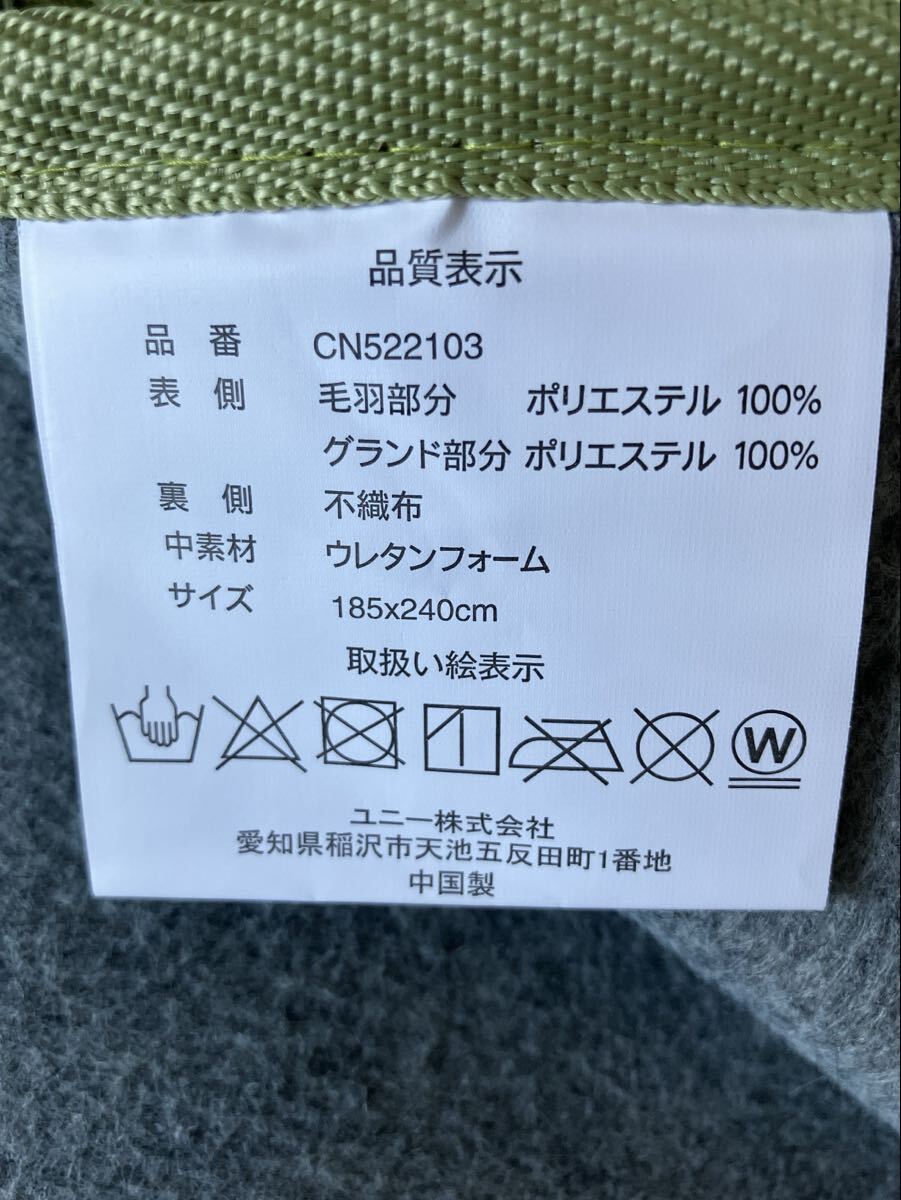 品質表示
品 番 CN522103
表 側 毛羽部分 ポリエステル 100%
グランド部分 ポリエステル 100%
裏 側 不織布
中素材 ウレタンフォーム
サイズ 185x240cm
取扱い絵表示
W
ユニー株式会社
愛知県稲沢市天池五反田町1番地
中国製